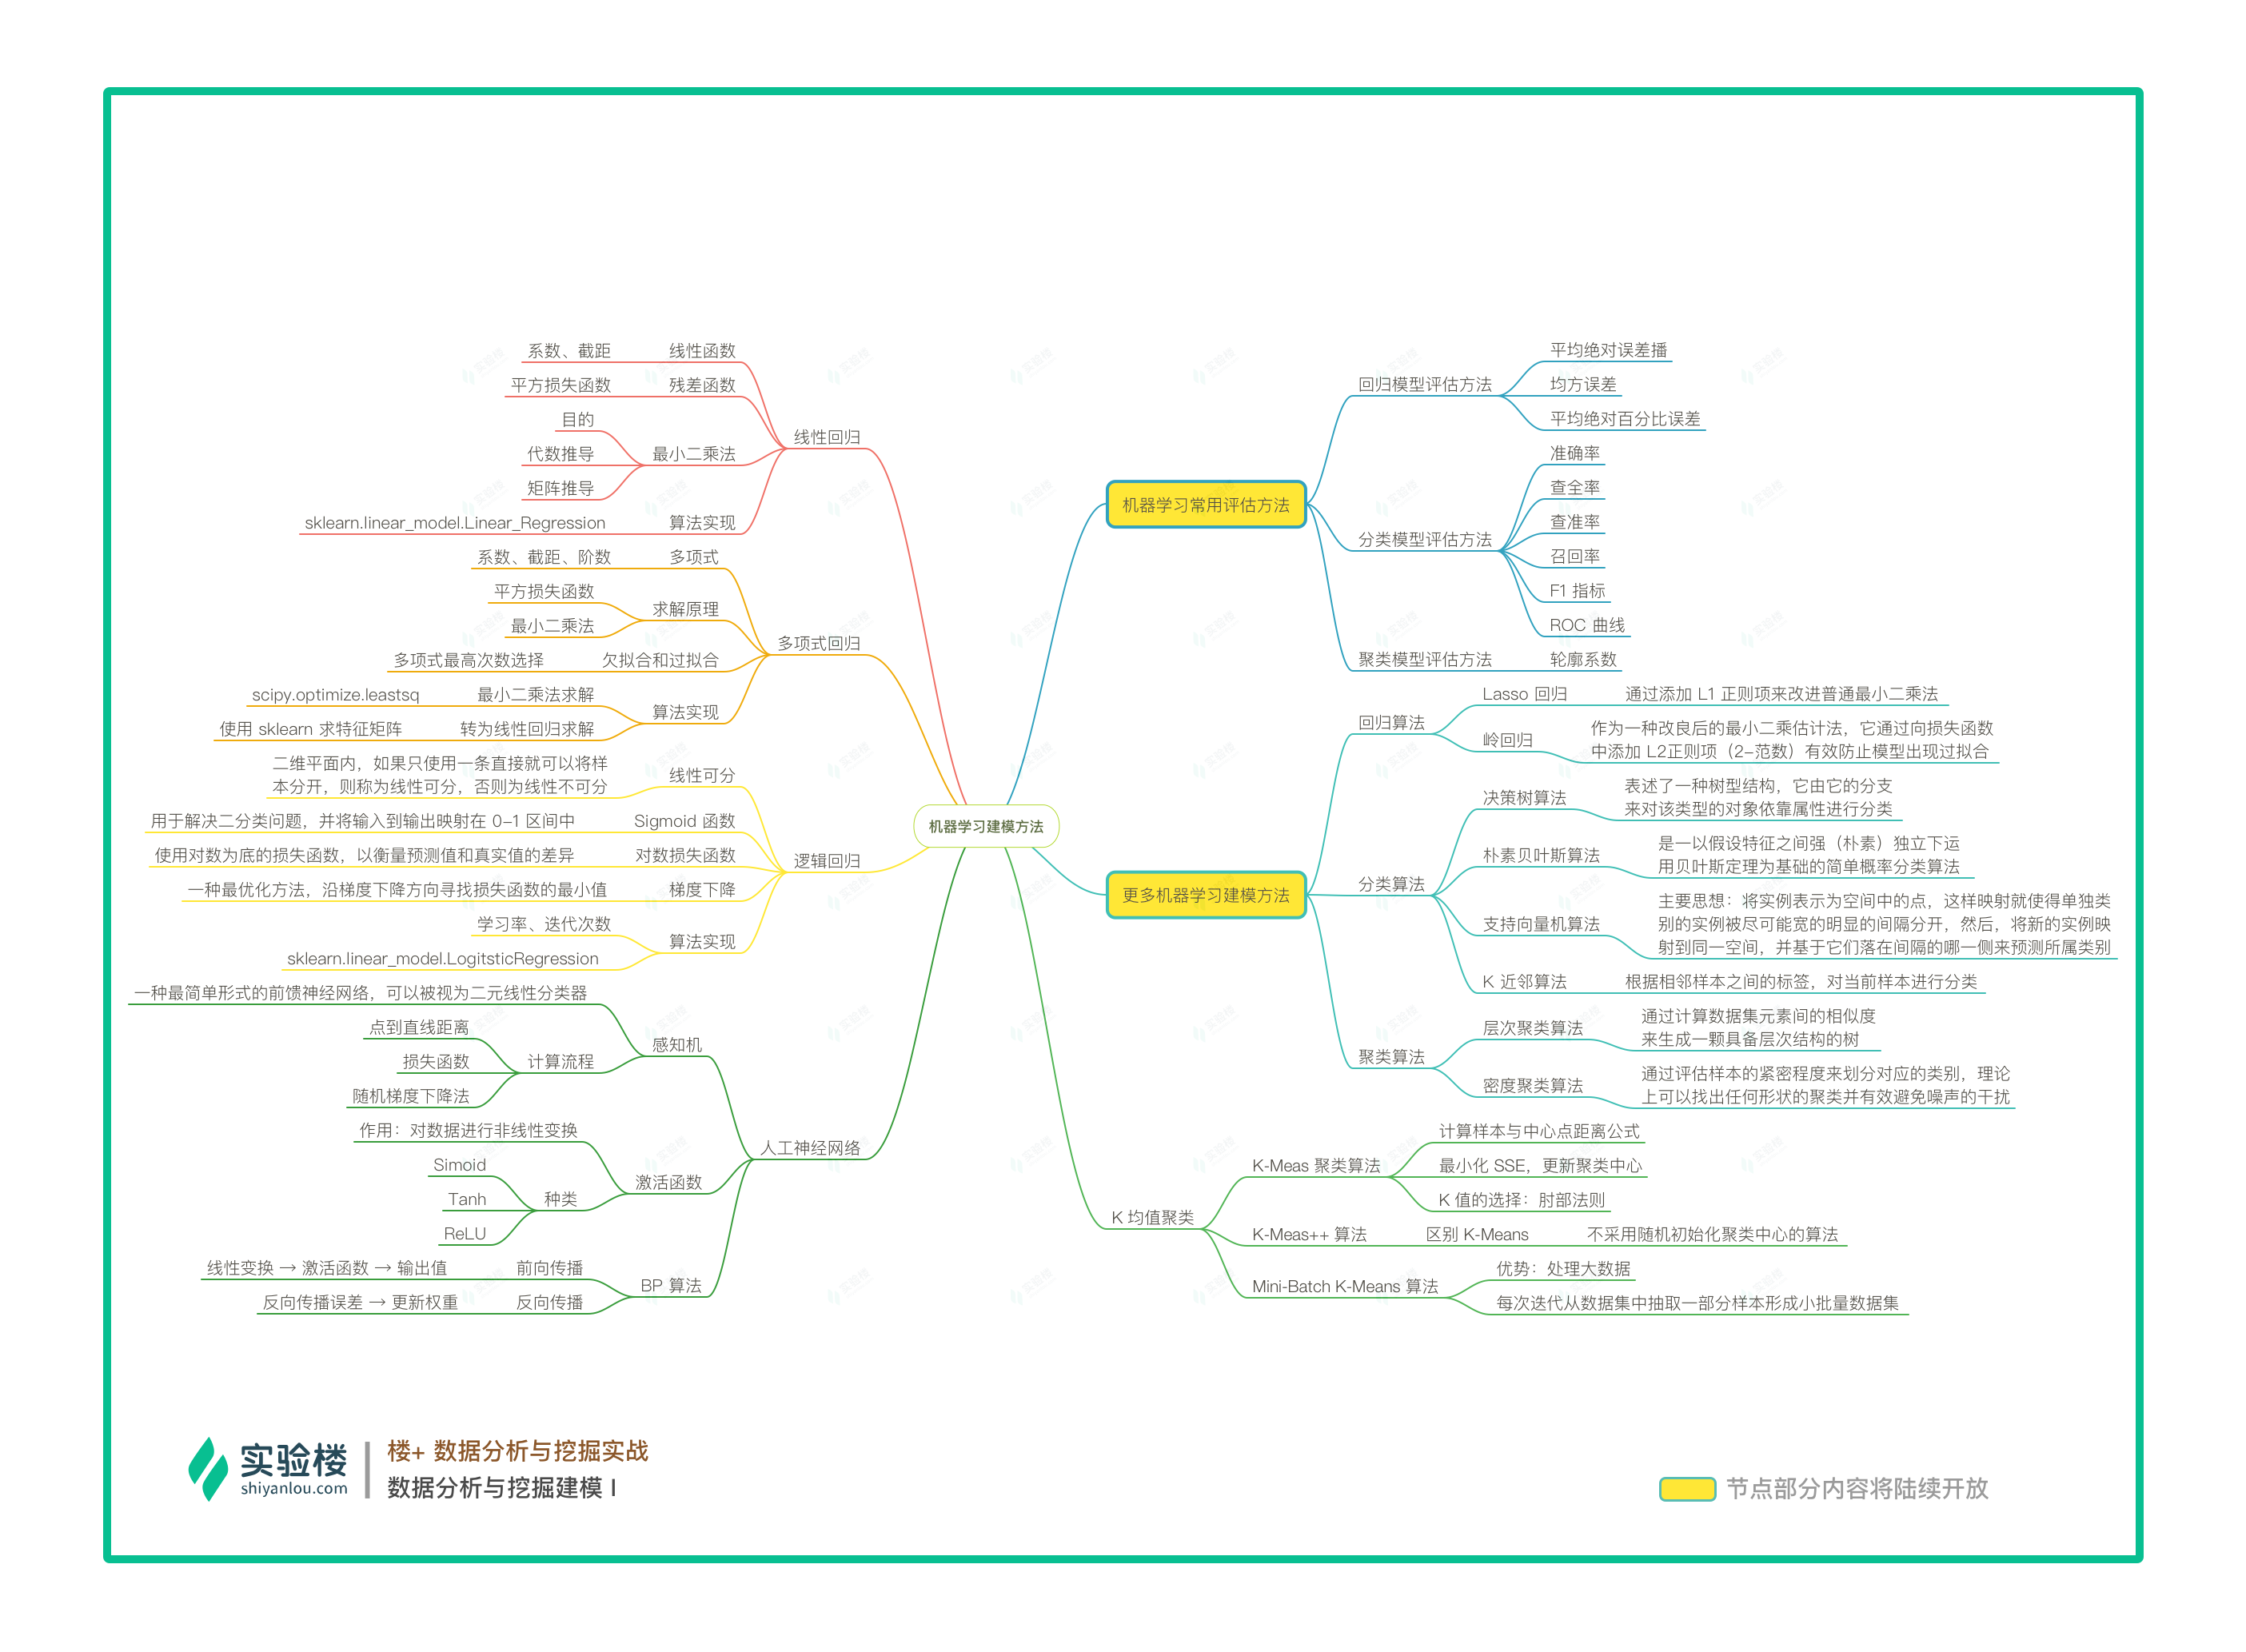 机器学习建模方法
线性回归
线性函数
系数、截距
残差函数
平方损失函数
最小二乘法
目的
代数推导
矩阵推导
算法实现
sklearn.linear_model.Linear_Regression
多项式回归
多项式
系数、截距、阶数
求解原理
平方损失函数
最小二乘法
欠拟合和过拟合
多项式最高次数选择
算法实现
最小二乘法求解
scipy.optimize.leastsq
转为线性回归求解
使用 sklearn 求特征矩阵
逻辑回归
线性可分
二维平面内，如果只使用一条直接就可以将样
本分开，则称为线性可分，否则为线性不可分
Sigmoid 函数
用于解决二分类问题，并将输入到输出映射在 0–1 区间中
对数损失函数
使用对数为底的损失函数，以衡量预测值和真实值的差异
梯度下降
一种最优化方法，沿梯度下降方向寻找损失函数的最小值
算法实现
学习率、迭代次数
sklearn.linear_model.LogitsticRegression
人工神经网络
感知机
一种最简单形式的前馈神经网络，可以被视为二元线性分类器
计算流程
点到直线距离
损失函数
随机梯度下降法
激活函数
作用：对数据进行非线性变换
种类
Simoid
Tanh
ReLU
BP 算法
前向传播
线性变换 → 激活函数 → 输出值
反向传播
反向传播误差 → 更新权重
机器学习常用评估方法
回归模型评估方法
平均绝对误差播
均方误差
平均绝对百分比误差
分类模型评估方法
准确率
查全率
查准率
召回率
F1 指标
ROC 曲线
聚类模型评估方法
轮廓系数
更多机器学习建模方法
回归算法
Lasso 回归
通过添加 L1 正则项来改进普通最小二乘法
岭回归
作为一种改良后的最小二乘估计法，它通过向损失函数
中添加 L2正则项（2–范数）有效防止模型出现过拟合
分类算法
决策树算法
表述了一种树型结构，它由它的分支
来对该类型的对象依靠属性进行分类
朴素贝叶斯算法
是一以假设特征之间强（朴素）独立下运
用贝叶斯定理为基础的简单概率分类算法
支持向量机算法
主要思想：将实例表示为空间中的点，这样映射就使得单独类
别的实例被尽可能宽的明显的间隔分开，然后，将新的实例映
射到同一空间，并基于它们落在间隔的哪一侧来预测所属类别
K 近邻算法
根据相邻样本之间的标签，对当前样本进行分类
聚类算法
层次聚类算法
通过计算数据集元素间的相似度
来生成一颗具备层次结构的树
密度聚类算法
通过评估样本的紧密程度来划分对应的类别，理论
上可以找出任何形状的聚类并有效避免噪声的干扰
K 均值聚类
K-Meas 聚类算法
计算样本与中心点距离公式
最小化 SSE，更新聚类中心
K 值的选择：肘部法则
K-Meas++ 算法
区别 K-Means
不采用随机初始化聚类中心的算法
Mini-Batch K-Means 算法
优势：处理大数据
每次迭代从数据集中抽取一部分样本形成小批量数据集
实验楼
shiyanlou.com
楼+ 数据分析与挖掘实战
数据分析与挖掘建模 I
节点部分内容将陆续开放